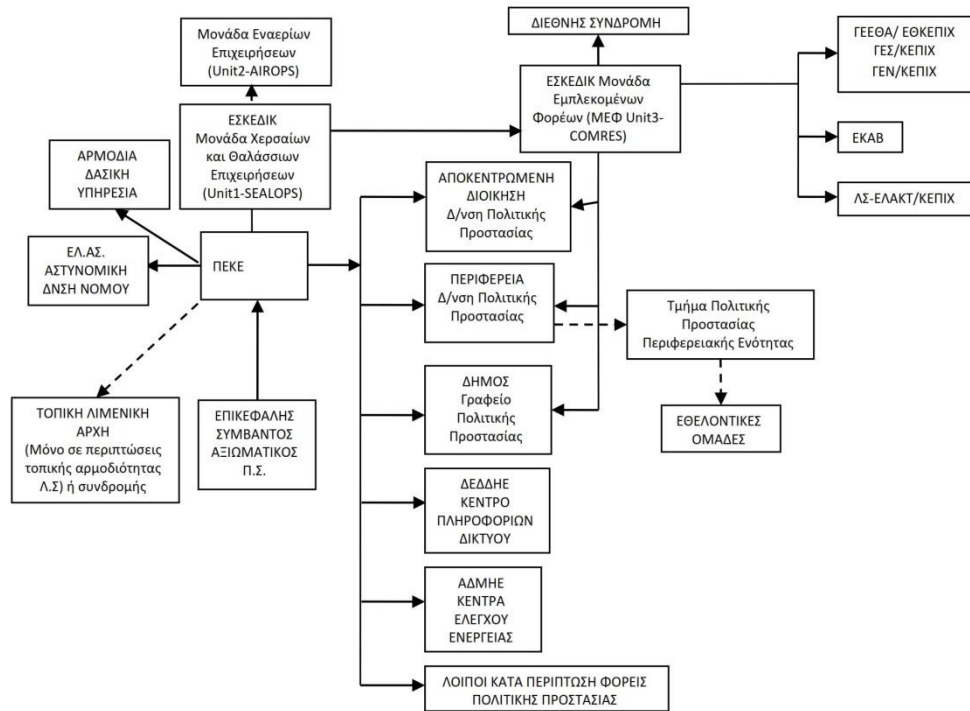 ΔΙΕΘΝΗΣ ΣΥΝΔΡΟΜΗ
Μονάδα Εναερίων
Επιχειρήσεων
(Unit2-AIROPS)
ΓΕΕΘΑ/ ΕΘΚΕΠΙΧ
ΓΕΣ/ΚΕΠΙΧ
ΓΕΝ/ΚΕΠΙΧ
ΕΣΚΕΔΙΚ Μονάδα
Εμπλεκομένων
Φορέων (ΜΕΦ Unit3-
COMRES)
ΕΣΚΕΔΙΚ
Μονάδα Χερσαίων
και Θαλάσσιων
Επιχειρήσεων
(Unit1-SEALOPS)
ΕΚΑΒ
ΑΡΜΟΔΙΑ
ΔΑΣΙΚΗ
ΥΠΗΡΕΣΙΑ
ΑΠΟΚΕΝΤΡΩΜΕΝΗ
ΔΙΟΙΚΗΣΗ
Δ/νση Πολιτικής
Προστασίας
ΛΣ-ΕΛΑΚΤ/ΚΕΠΙΧ
ΕΛ.ΑΣ.
ΑΣΤΥΝΟΜΙΚΗ
ΔΝΣΗ ΝΟΜΟΥ
ΠΕΚΕ
ΠΕΡΙΦΕΡΕΙΑ
Δ/νση Πολιτικής
Προστασίας
Τμήμα Πολιτικής
Προστασίας
Περιφερειακής Ενότητας
ΤΟΠΙΚΗ ΛΙΜΕΝΙΚΗ
ΑΡΧΗ
(Μόνο σε περιπτώσεις
τοπικής αρμοδιότητας
Λ.Σ) ή συνδρομής
ΕΠΙΚΕΦΑΛΗΣ
ΣΥΜΒΑΝΤΟΣ
ΑΞΙΩΜΑΤΙΚΟΣ
Π.Σ.
ΔΗΜΟΣ
Γραφείο
Πολιτικής
Προστασίας
ΕΘΕΛΟΝΤΙΚΕΣ
ΟΜΑΔΕΣ
ΔΕΔΔΗΕ
ΚΕΝΤΡΟ
ΠΛΗΡΟΦΟΡΙΩΝ
ΔΙΚΤΥΟΥ
ΑΔΜΗΕ
ΚΕΝΤΡΑ
ΕΛΕΓΧΟΥ
ΕΝΕΡΓΕΙΑΣ
ΛΟΙΠΟΙ ΚΑΤΑ ΠΕΡΙΠΤΩΣΗ ΦΟΡΕΙΣ
ΠΟΛΙΤΙΚΗΣ ΠΡΟΣΤΑΣΙΑΣ